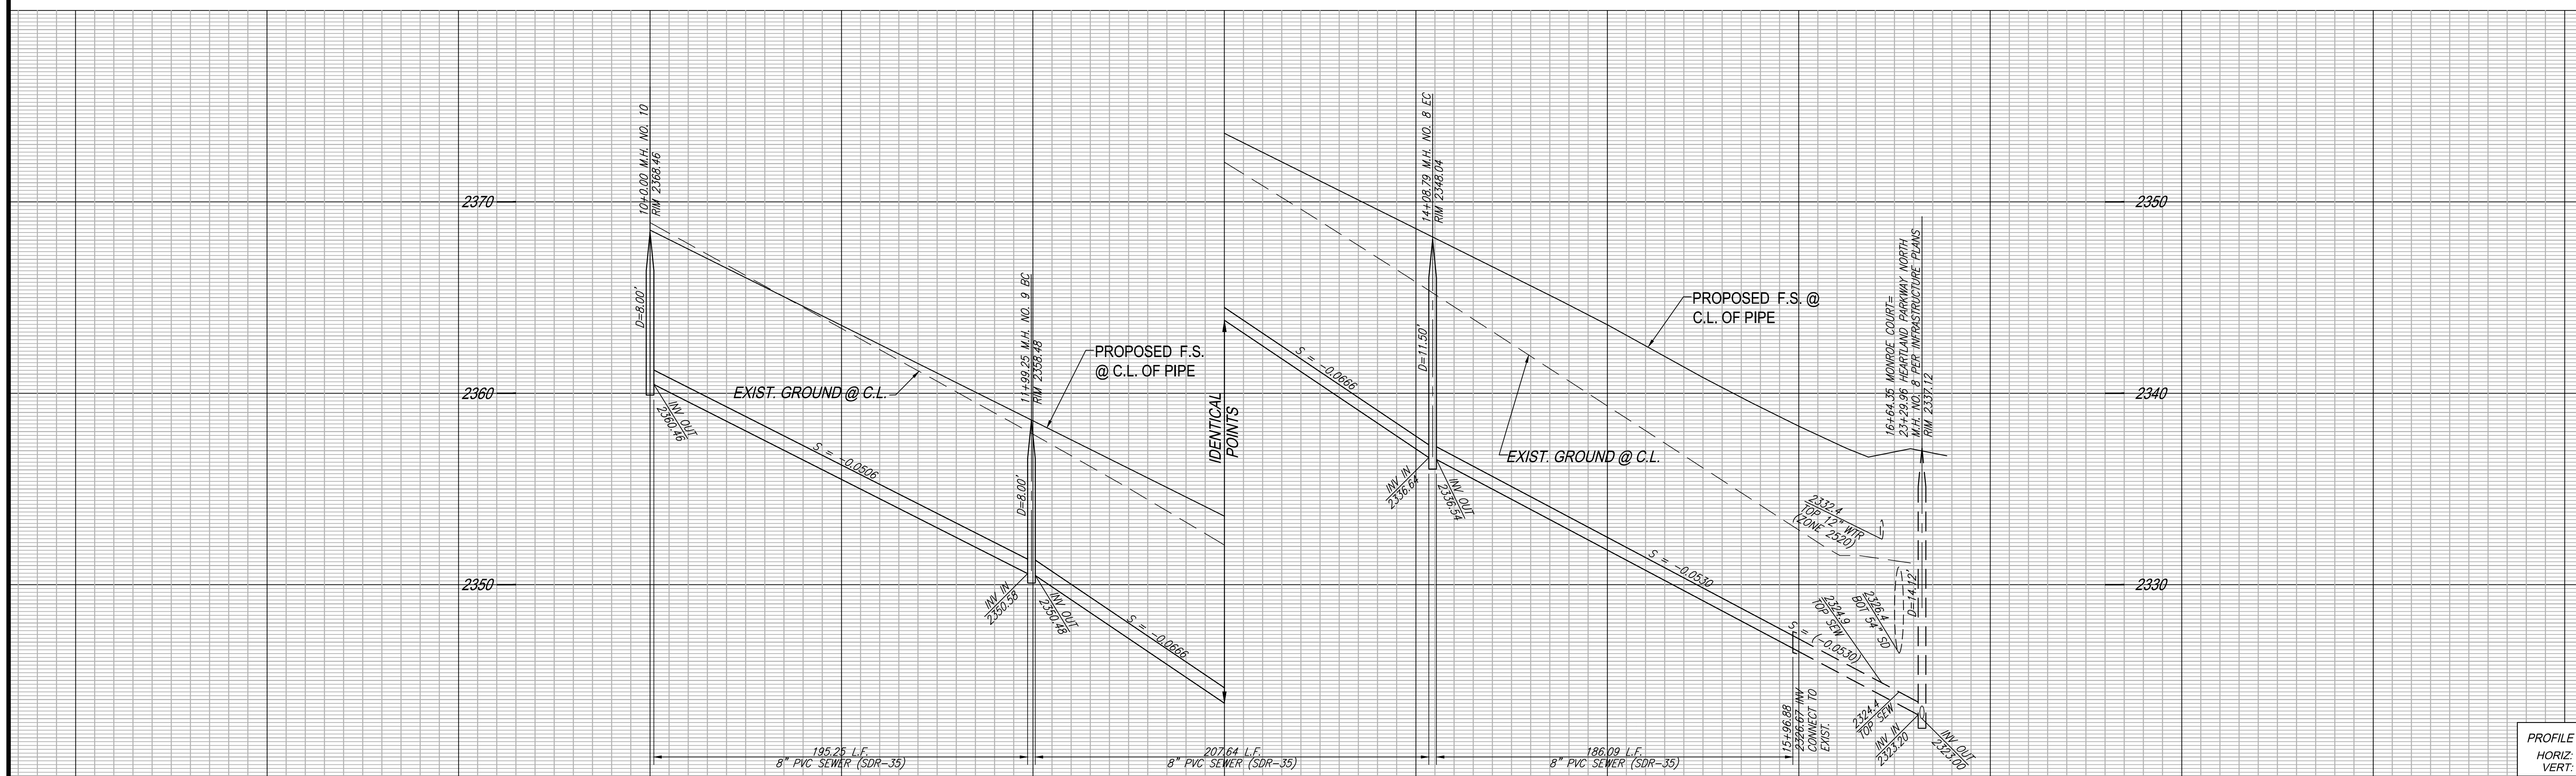 2370
2360
2350
10+0.00 M.H. NO. 10
RIM 2368.46
D=8.00'
INV OUT
2360.46
EXIST. GROUND @ C.L.
S = -0.0506
11+99.25 M.H. NO. 9 BC
RIM 2358.48
D=8.00'
PROPOSED F.S.
@ C.L. OF PIPE
INV IN
2350.58
INV OUT
2350.48
S = -0.0666
IDENTICAL
POINTS
S = -0.0666
14+08.79 M.H. NO. 8 EC
RIM 2348.04
D=11.50'
INV IN
2336.64
INV OUT
2336.54
EXIST. GROUND @ C.L.
PROPOSED F.S. @
C.L. OF PIPE
S = -0.0530
16+64.35 MONROE COURT=
23+29.96 HEARTLAND PARKWAY NORTH
M.H. NO. 8 PER INFRASTRUCTURE PLANS
RIM 2337.12
2332.4
TOP 12" WTR
(ZONE 2520)
D=14.12'
2326.4
BOT 54" SD
2324.9
TOP SEW
S = (-0.0530)
15+96.88
2326.67 INV
CONNECT TO
EXIST.
2324.4
TOP SEW
INV IN
2323.20
INV OUT
2323.00
195.25 L.F.
8" PVC SEWER (SDR-35)
207.64 L.F.
8" PVC SEWER (SDR-35)
186.09 L.F.
8" PVC SEWER (SDR-35)
2350
2340
2330
PROFILE
HORIZ:
VERT.